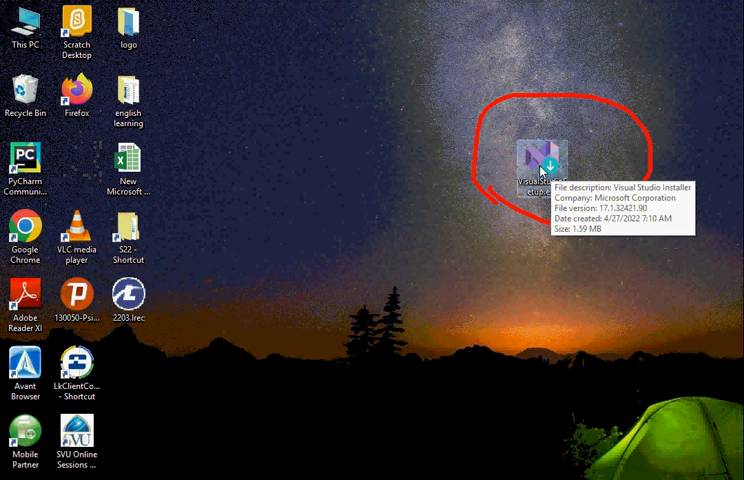 This PC
Scratch
Desktop
logo
Recycle Bin
Firefox
english
learning
PC
PyCharm
Communi...
New
Microsoft ...
Google
Chrome
VLC media
player
S22 -
Shortcut
Adobe
Reader XI
130050-Psi...
2203.lrec
Avant
Browser
LkClientCo...
- Shortcut
Mobile
Partner
SVU
SVU Online
Sessions ...
File description: Visual Studio Installer
Company: Microsoft Corporation
File version: 17.1.32421.90
Date created: 4/27/2022 7:10 AM
Size: 1.59 MB